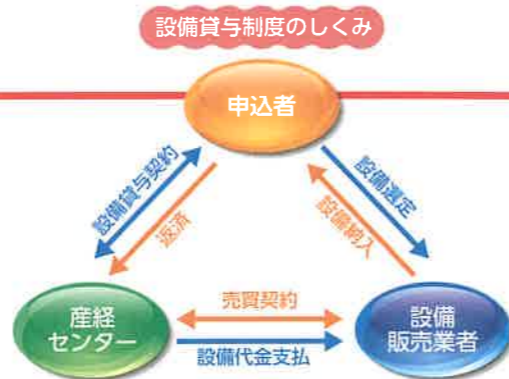 設備貸与制度のしくみ
申込者
設備貸与契約
返済
設備選定
設備納入
産経
センター
売買契約
設備代金支払
設備
販売業者